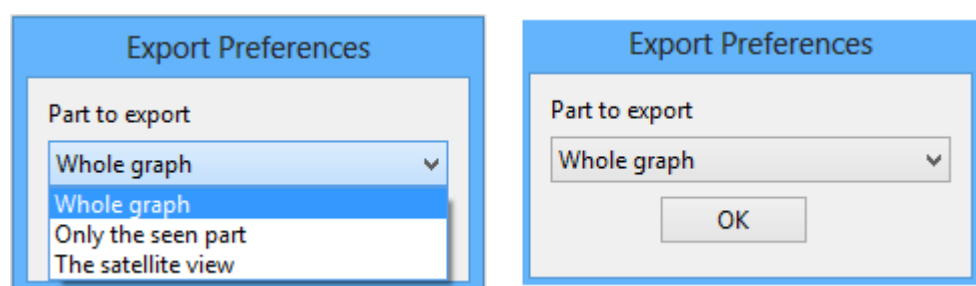 Export Preferences
Part to export
Whole graph
Whole graph
Only the seen part
The satellite view
Export Preferences
Part to export
Whole graph
OK